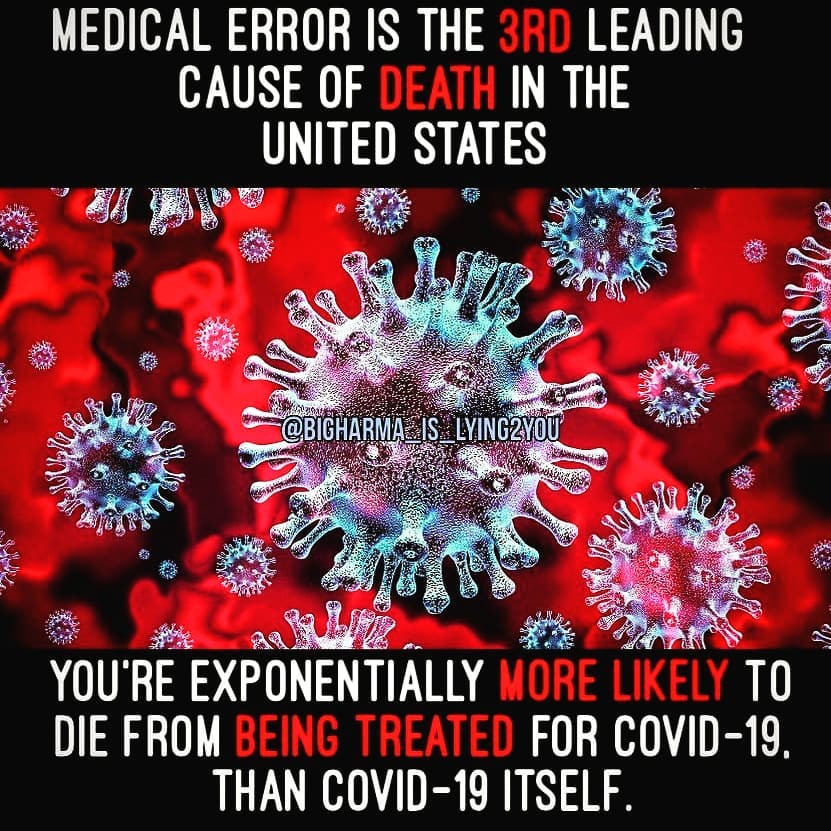 MEDICAL ERROR IS THE 3RD LEADING
CAUSE OF DEATH IN THE
UNITED STATES
@BIGHARMA_IS_LYING2YOU
YOU'RE EXPONENTIALLY MORE LIKELY TO
DIE FROM BEING TREATED FOR COVID-19,
THAN COVID-19 ITSELF.